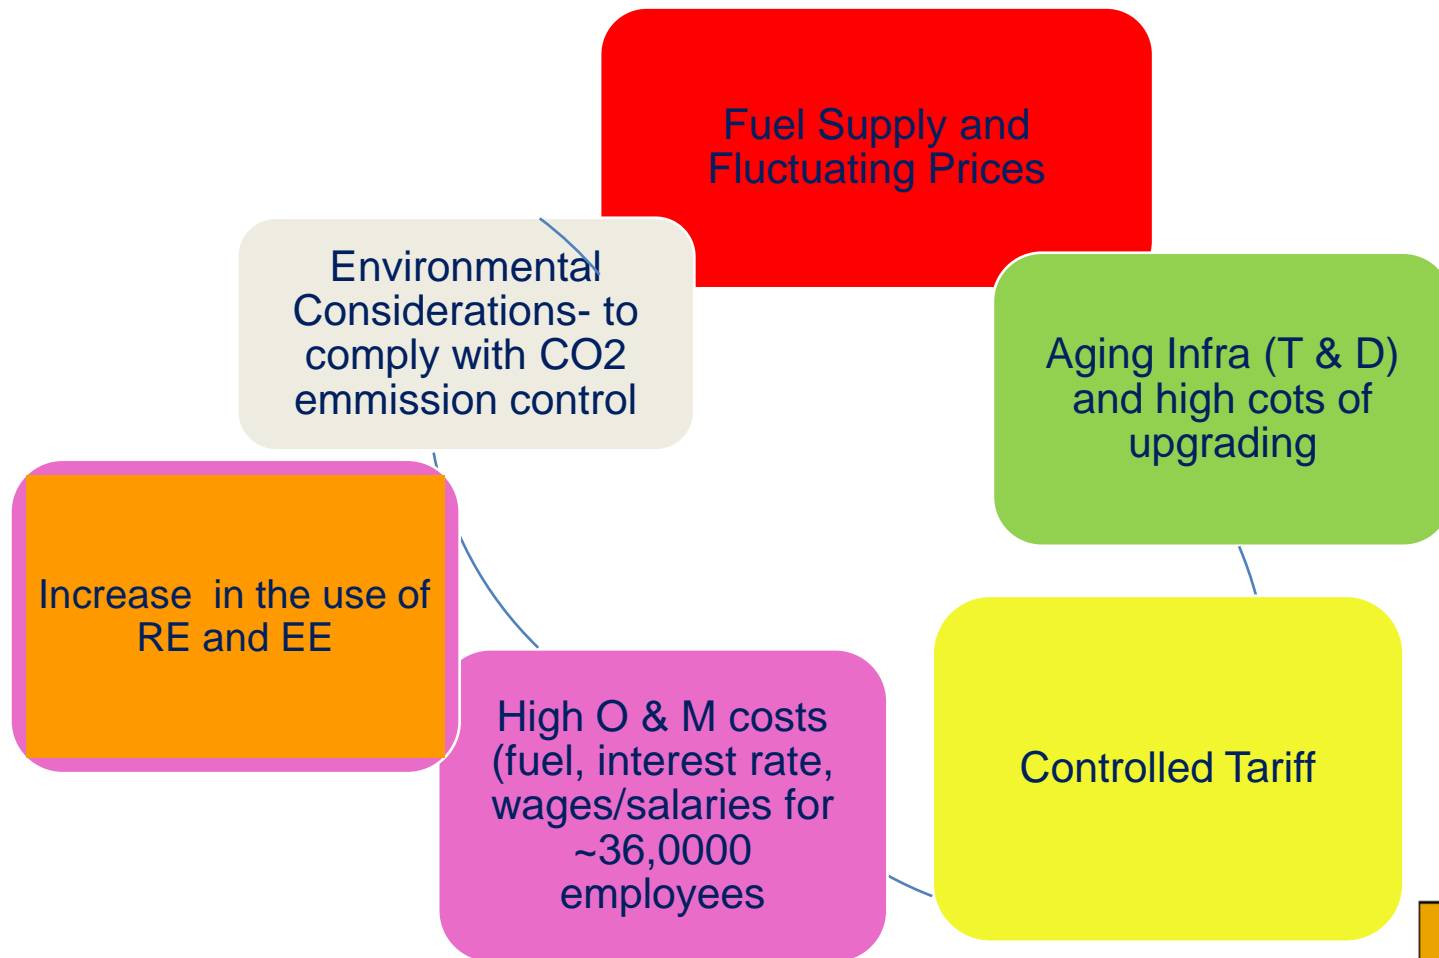 Fuel Supply and
Fluctuating Prices
Environmental
Considerations- to
comply with CO2
emmission control
Aging Infra (T & D)
and high cots of
upgrading
Increase  in the use of
RE and EE
High O & M costs
(fuel, interest rate,
wages/salaries for
~36,0000
employees
Controlled Tariff